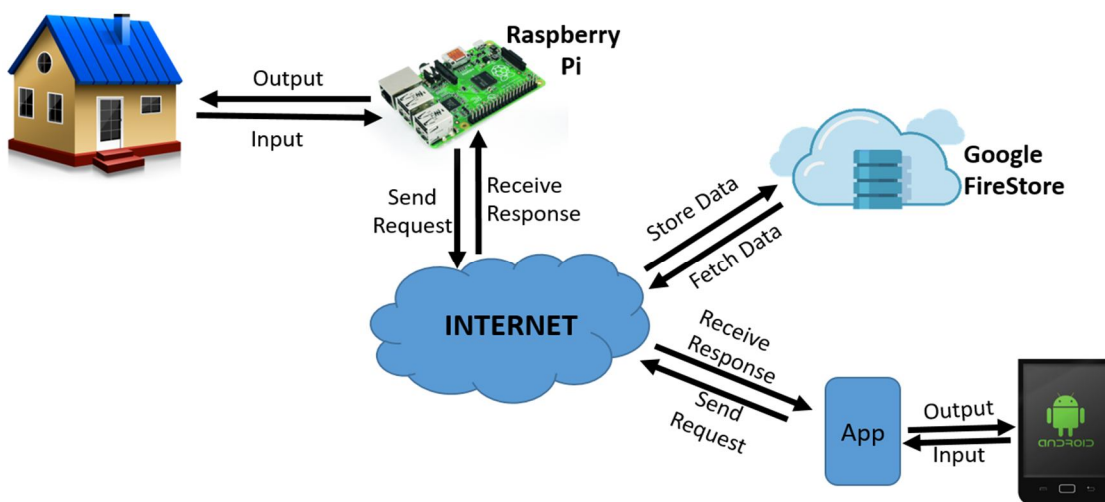 Raspberry
Pi
Output
Input
Send
Request
Receive
Response
Google
FireStore
Store Data
Fetch Data
INTERNET
Receive
Response
Send
Request
App
Output
Input
ANDROID